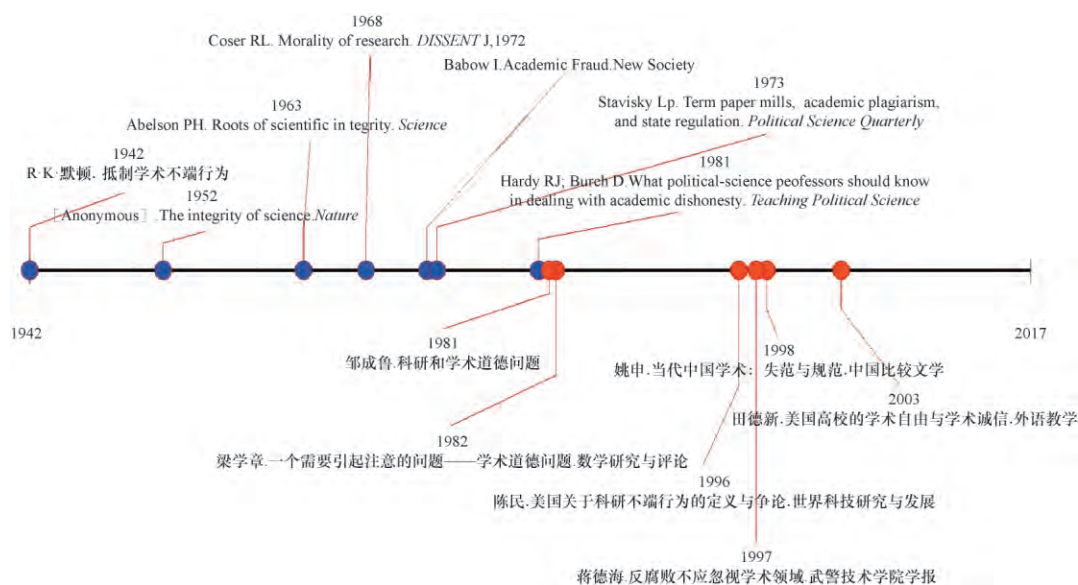 1968
Coser RL. Morality of research. DISSENT J,1972
Babow I.Academic Fraud.New Society
1973
Stavisky Lp. Term paper mills, academic plagiarism,
and state regulation. Political Science Quarterly
1963
Abelson PH. Roots of scientific in tegrity. Science
1981
Hardy RJ; Burch D.What political-science peofessors should know
in dealing with academic dishonesty. Teaching Political Science
1942
R·K·默顿. 抵制学术不端行为
1952
［Anonymous］.The integrity of science.Nature
1942
2017
1981
邹成鲁.科研和学术道德问题
1998
姚申.当代中国学术：失范与规范.中国比较文学
2003
田德新.美国高校的学术自由与学术诚信.外语教学
1982
梁学章.一个需要引起注意的问题——学术道德问题.数学研究与评论
1996
陈民.美国关于科研不端行为的定义与争论.世界科技研究与发展
1997
蒋德海.反腐败不应忽视学术领域.武警技术学院学报